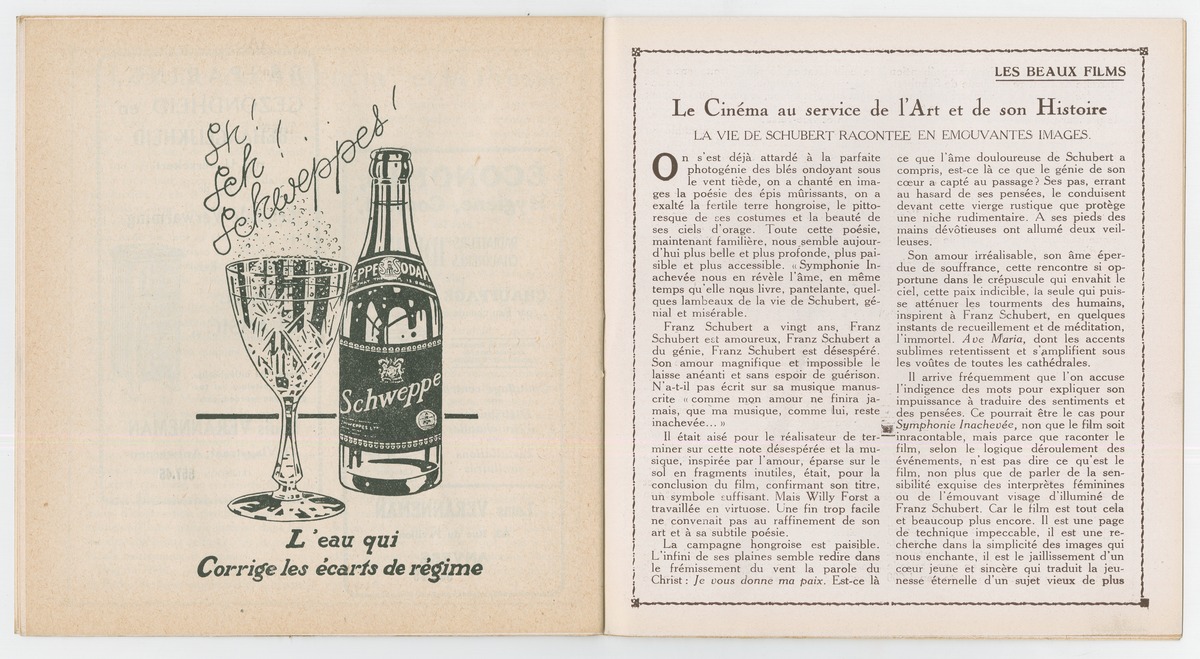 Sh!
Sch!
Schweppes!
EPPES SODA
Schweppe
L'eau qui
Corrige les écarts de régime
LES BEAUX FILMS
Le Cinéma au service de l'Art et de son Histoire
LA VIE DE SCHUBERT RACONTEE EN EMOUVANTES IMAGES.
On s'est déjà attardé à la parfaite
photogénie des blés ondoyant sous
le vent tiède, on a chanté en ima-
ges la poésie des épis mûrissants, on a
exalté la fertile terre hongroise, le pitto-
resque de ses costumes et la beauté de
ses ciels d'orage. Toute cette poésie,
maintenant familière, nous semble aujour-
d'hui plus belle et plus profonde, plus pai-
sible et plus accessible. « Symphonie In-
achevée nous en révèle l'âme, en même
temps qu'elle nous livre, pantelante, quel-
ques lambeaux de la vie de Schubert, gé-
nial et misérable.
Franz Schubert a vingt ans, Franz
Schubert est amoureux, Franz Schubert a
du génie, Franz Schubert est désespéré.
Son amour magnifique et impossible le
laisse anéanti et sans espoir de guérison.
N'a-t-il pas écrit sur sa musique manus-
crite « comme mon amour ne finira ja-
mais, que ma musique, comme lui, reste
inachevée... »
Il était aisé pour le réalisateur de ter-
miner sur cette note désespérée et la mu-
sique, inspirée par l'amour, éparse sur le
sol en fragments inutiles, était, pour la
conclusion du film, confirmant son titre,
un symbole suffisant. Mais Willy Forst a
travaillée en virtuose. Une fin trop facile
ne convenait pas au raffinement de son
art et à sa subtile poésie.
La campagne hongroise est paisible.
L'infini de ses plaines semble redire dans
le frémissement du vent la parole du
Christ : Je vous donne ma paix. Est-ce là
ce que l'âme douloureuse de Schubert a
compris, est-ce là ce que le génie de son
cœur a capté au passage? Ses pas, errant
au hasard de ses pensées, le conduisent
devant cette vierge rustique que protège
une niche rudimentaire. A ses pieds des
mains dévôtieuses ont allumé deux veil-
leuses.
Son amour irréalisable, son âme éper-
due de souffrance, cette rencontre si op-
portune dans le crépuscule qui envahit le
ciel, cette paix indicible, la seule qui puis-
se atténuer les tourments des humains,
inspirent à Franz Schubert, en quelques
instants de recueillement et de méditation,
l'immortel. Ave Maria, dont les accents
sublimes retentissent et s'amplifient sous
les voûtes de toutes les cathédrales.
Il arrive fréquemment que l'on accuse
l'indigence des mots pour expliquer son
impuissance à traduire des sentiments et
des pensées. Ce pourrait être le cas pour
Symphonie Inachevée, non que le film soit
irracontable, mais parce que raconter le
film, selon le logique déroulement des
événements, n'est pas dire ce qu'est le
film, non plus que de parler de la sen-
sibilité exquise des interprètes féminines
ou de l'émouvant visage d'illuminé de
Franz Schubert. Car le film est tout cela
et beaucoup plus encore. Il est une page
de technique impeccable, il est une re-
cherche dans la simplicité des images qui
nous enchante, il est le jaillissement d'un
cœur jeune et sincère qui traduit la jeu-
nesse éternelle d'un sujet vieux de plus